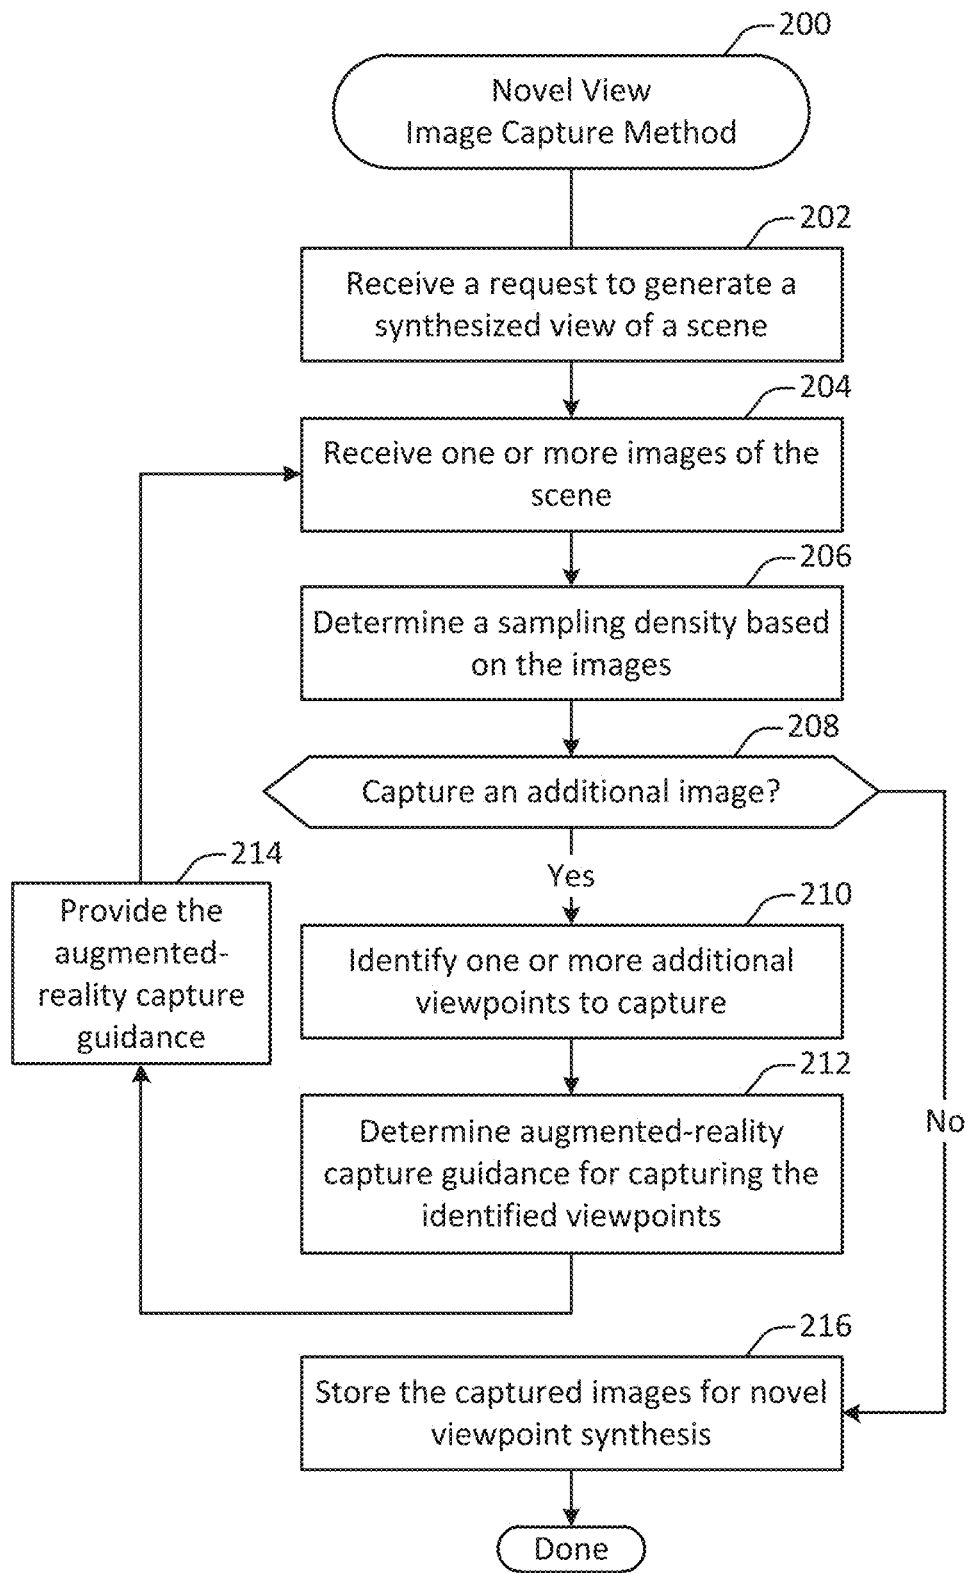 200
Novel View
Image Capture Method
202
Receive a request to generate a
synthesized view of a scene
204
Receive one or more images of the
scene
206
Determine a sampling density based
on the images
208
Capture an additional image?
Yes
210
Identify one or more additional
viewpoints to capture
212
Determine augmented-reality
capture guidance for capturing the
identified viewpoints
214
Provide the
augmented-
reality capture
guidance
No
216
Store the captured images for novel
viewpoint synthesis
Done